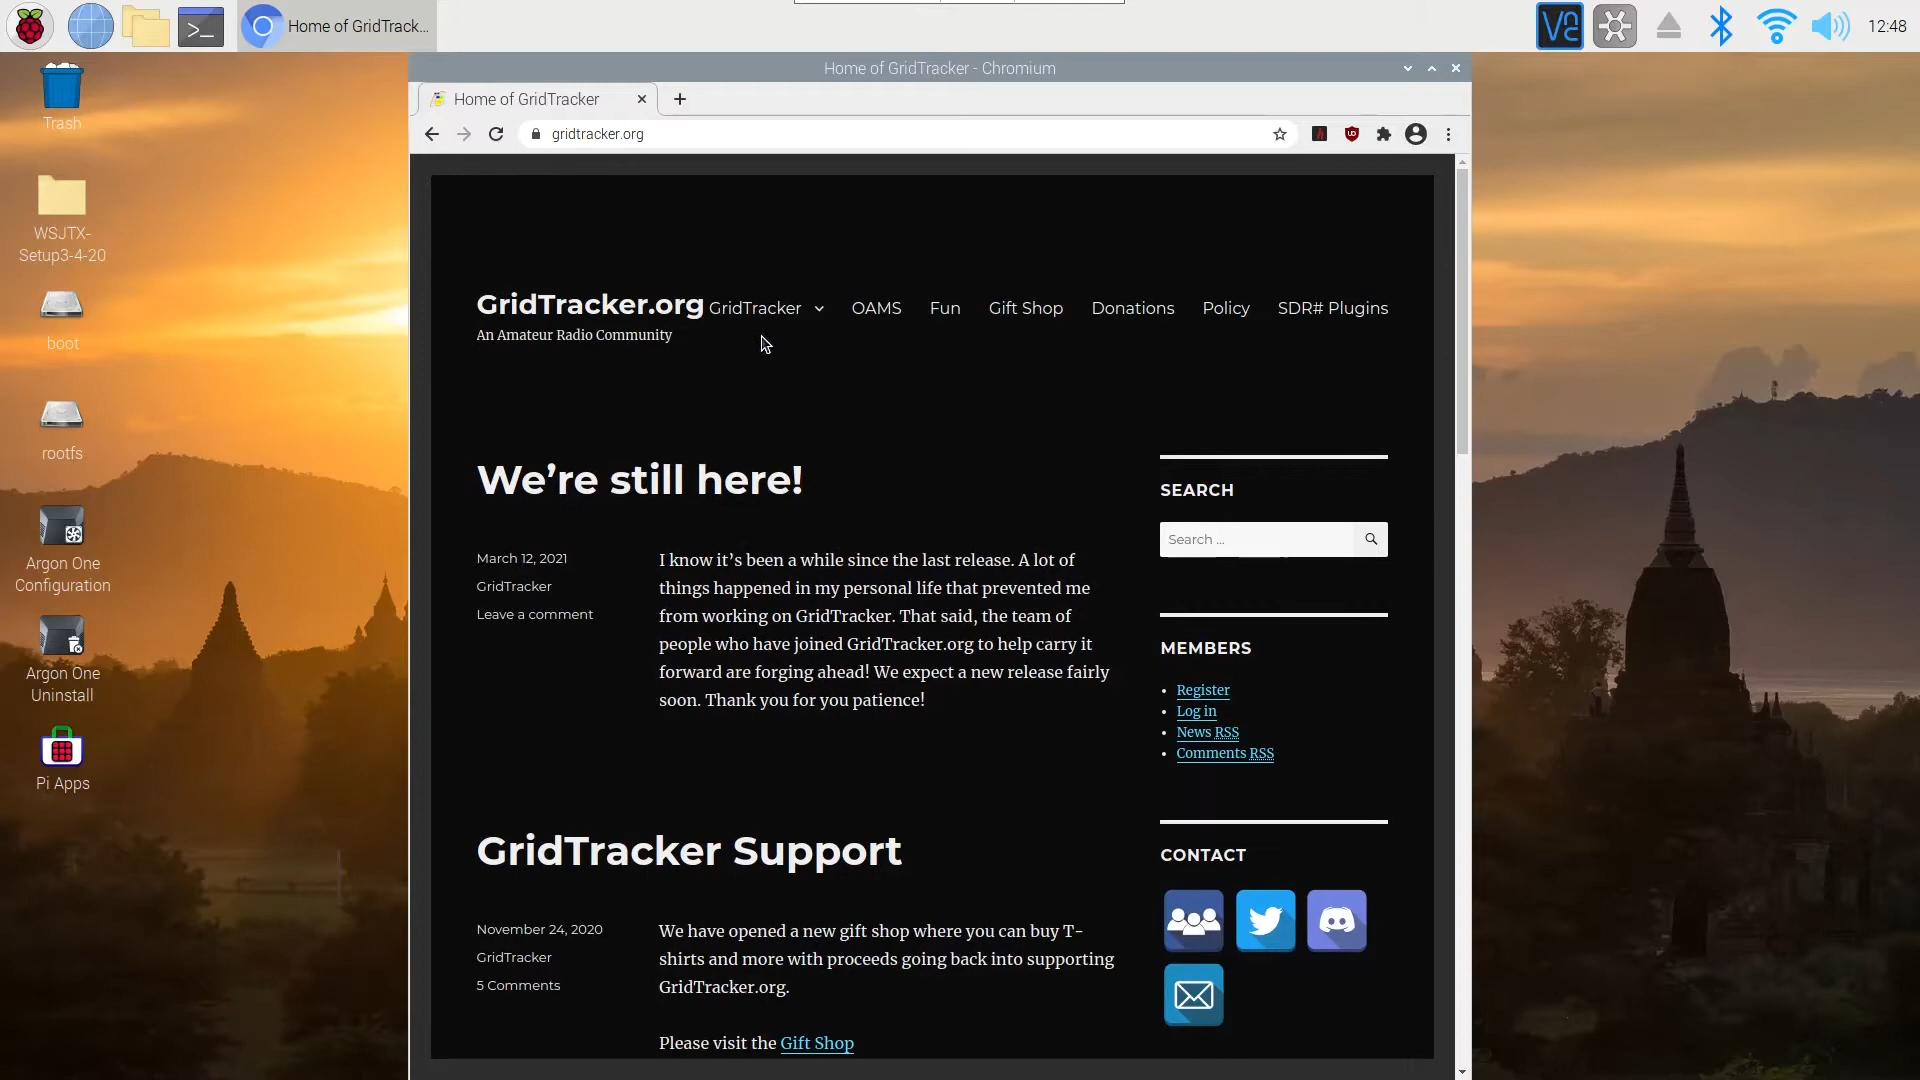 Home of GridTrack...
12:48
Trash
WSJTX-
Setup3-4-20
boot
rootfs
Argon One
Configuration
Argon One
Uninstall
Pi Apps
Home of GridTracker - Chromium
Home of GridTracker
gridtracker.org
GridTracker.org
An Amateur Radio Community
GridTracker
OAMS
Fun
Gift Shop
Donations
Policy
SDR# Plugins
We’re still here!
March 12, 2021
GridTracker
Leave a comment
I know it’s been a while since the last release. A lot of
things happened in my personal life that prevented me
from working on GridTracker. That said, the team of
people who have joined GridTracker.org to help carry it
forward are forging ahead! We expect a new release fairly
soon. Thank you for you patience!
GridTracker Support
November 24, 2020
GridTracker
5 Comments
We have opened a new gift shop where you can buy T-
shirts and more with proceeds going back into supporting
GridTracker.org.
Please visit the Gift Shop
SEARCH
Search ...
MEMBERS
Register
Log in
News RSS
Comments RSS
CONTACT